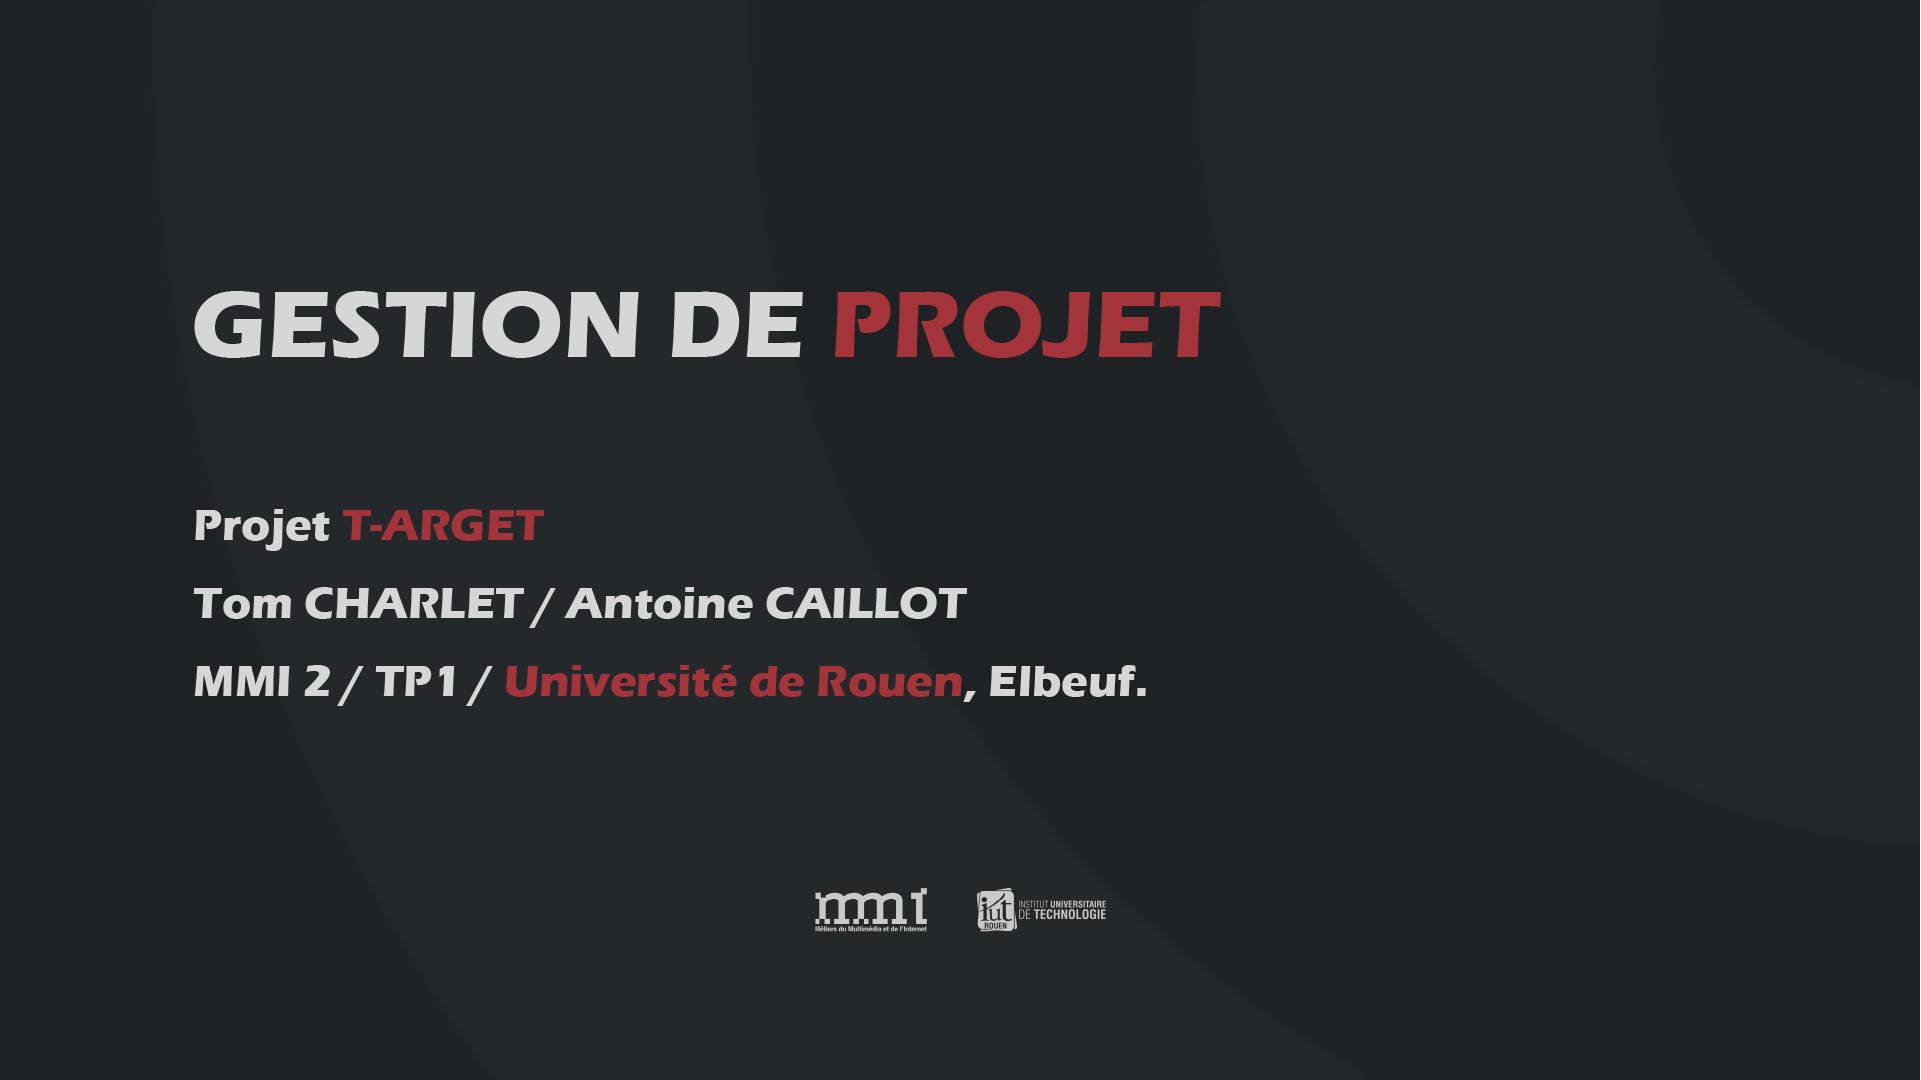 GESTION DE PROJET
Projet T-ARGET
Tom CHARLET / Antoine CAILLOT
MMI 2 / TP1 / Université de Rouen, Elbeuf.
mmi
Métiers du Multimédia et de l'Internet
iut
ROUEN
INSTITUT UNIVERSITAIRE
DE TECHNOLOGIE